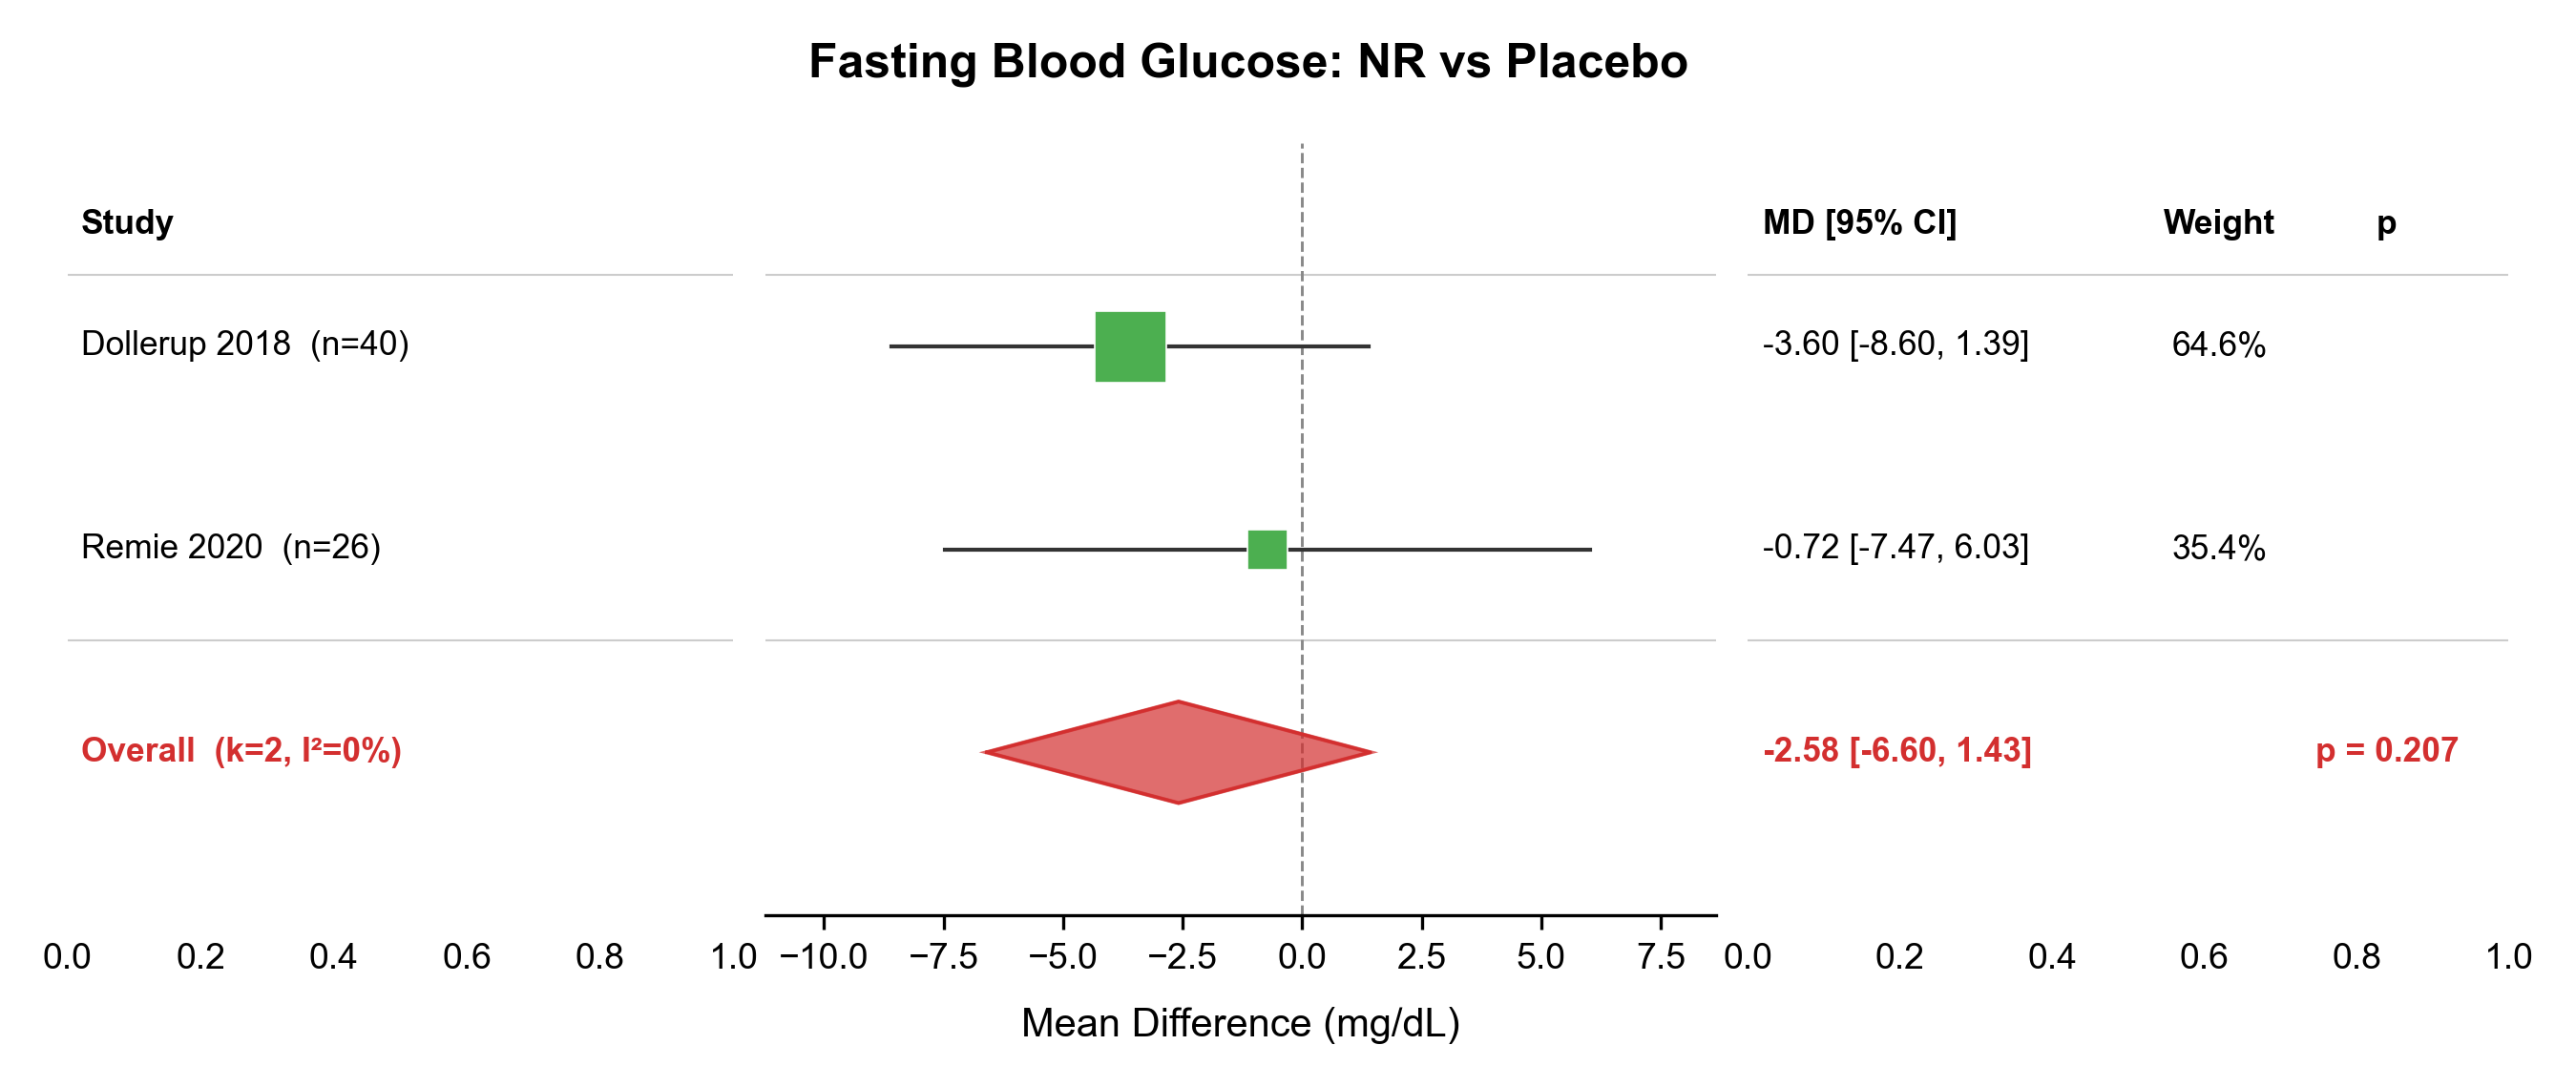 Fasting Blood Glucose: NR vs Placebo
Study MD [95% CI] Weight p
Dollerup 2018 (n=40) -3.60 [-8.60, 1.39] 64.6%
Remie 2020 (n=26) -0.72 [-7.47, 6.03] 35.4%
Overall (k=2, I²=0%) -2.58 [-6.60, 1.43] p = 0.207
0.0 0.2 0.4 0.6 0.8 1.0 −10.0 −7.5 −5.0 −2.5 0.0 2.5 5.0 7.5 0.0 0.2 0.4 0.6 0.8 1.0
Mean Difference (mg/dL)